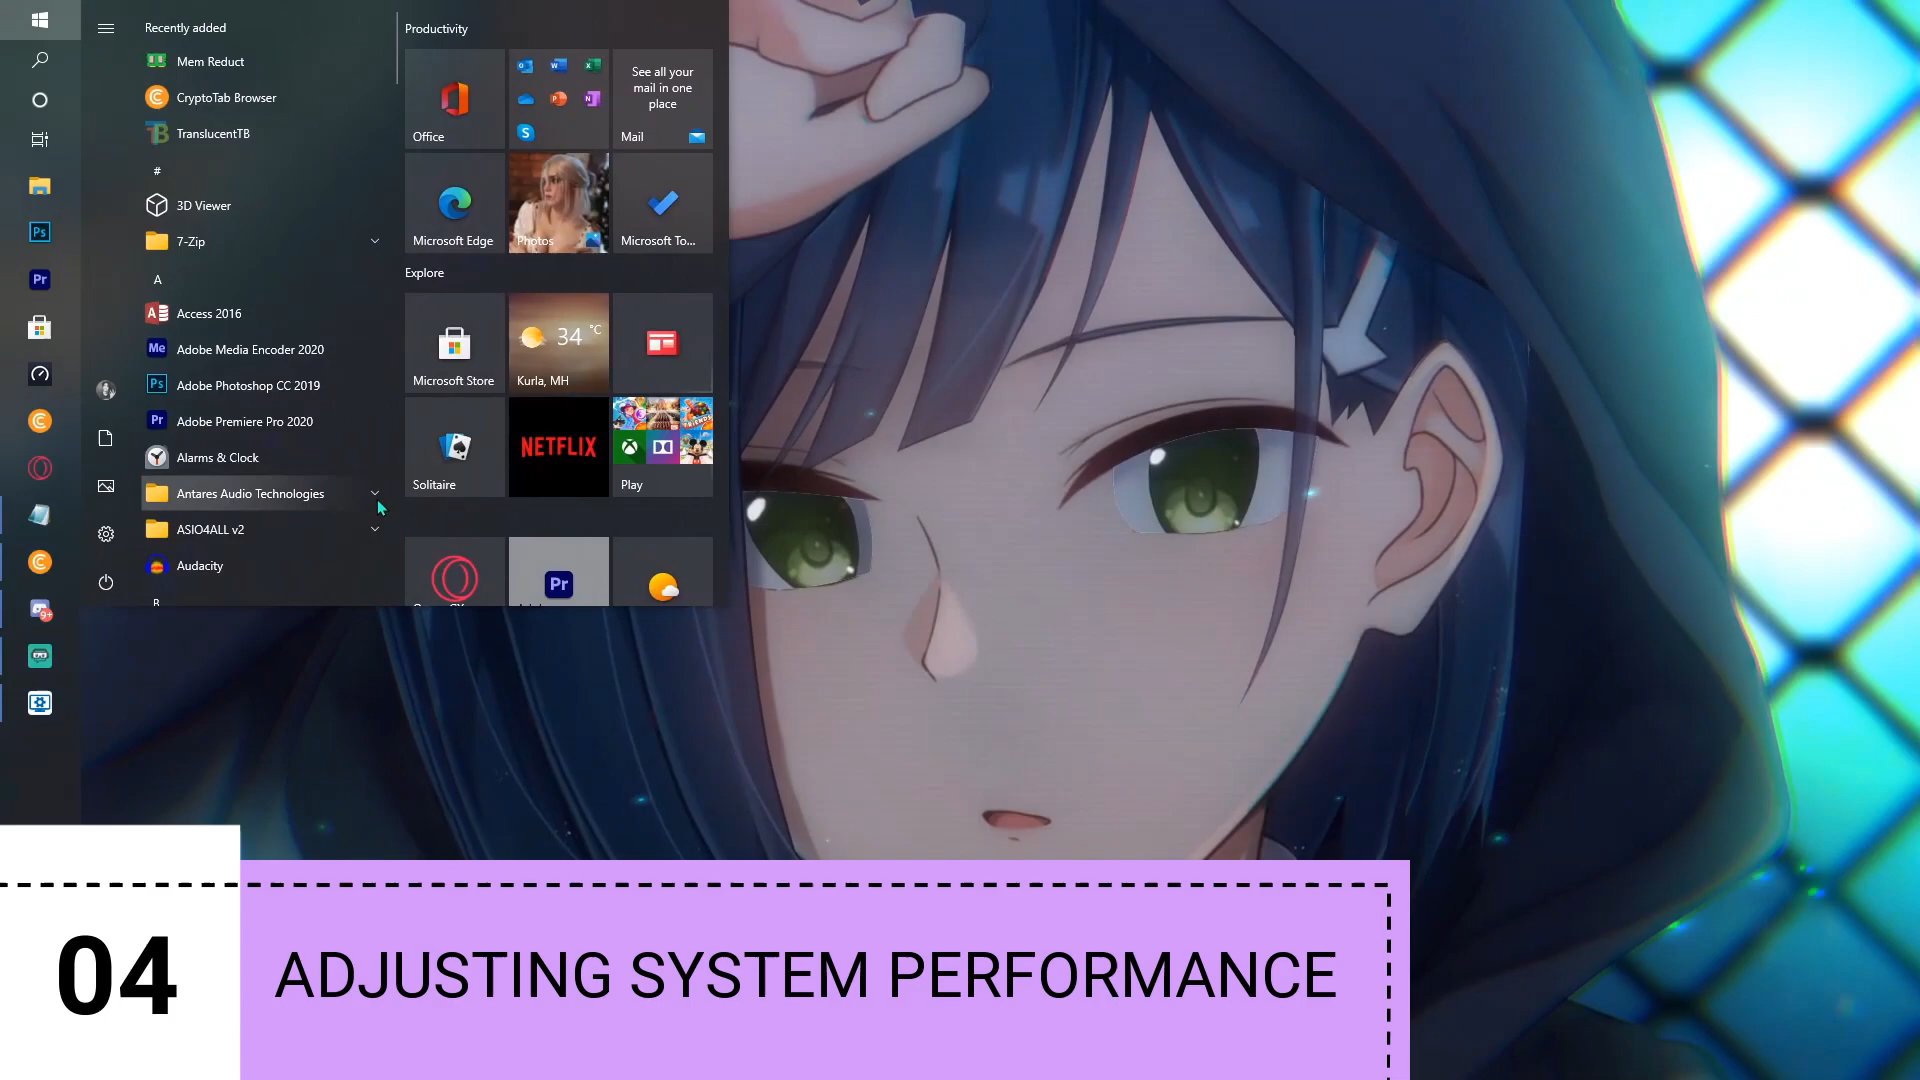 Recently added
Mem Reduct
CryptoTab Browser
TranslucentTB
#
3D Viewer
7-Zip
A
Access 2016
Adobe Media Encoder 2020
Adobe Photoshop CC 2019
Adobe Premiere Pro 2020
Alarms & Clock
Antares Audio Technologies
ASIO4ALL v2
Audacity
B
Productivity
Office
See all your
mail in one
place
Mail
Microsoft Edge
Photos
Microsoft To...
Explore
Microsoft Store
34 °C
Kurla, MH
Solitaire
NETFLIX
Play
Pr
Ps
Pr
9+
04
ADJUSTING SYSTEM PERFORMANCE